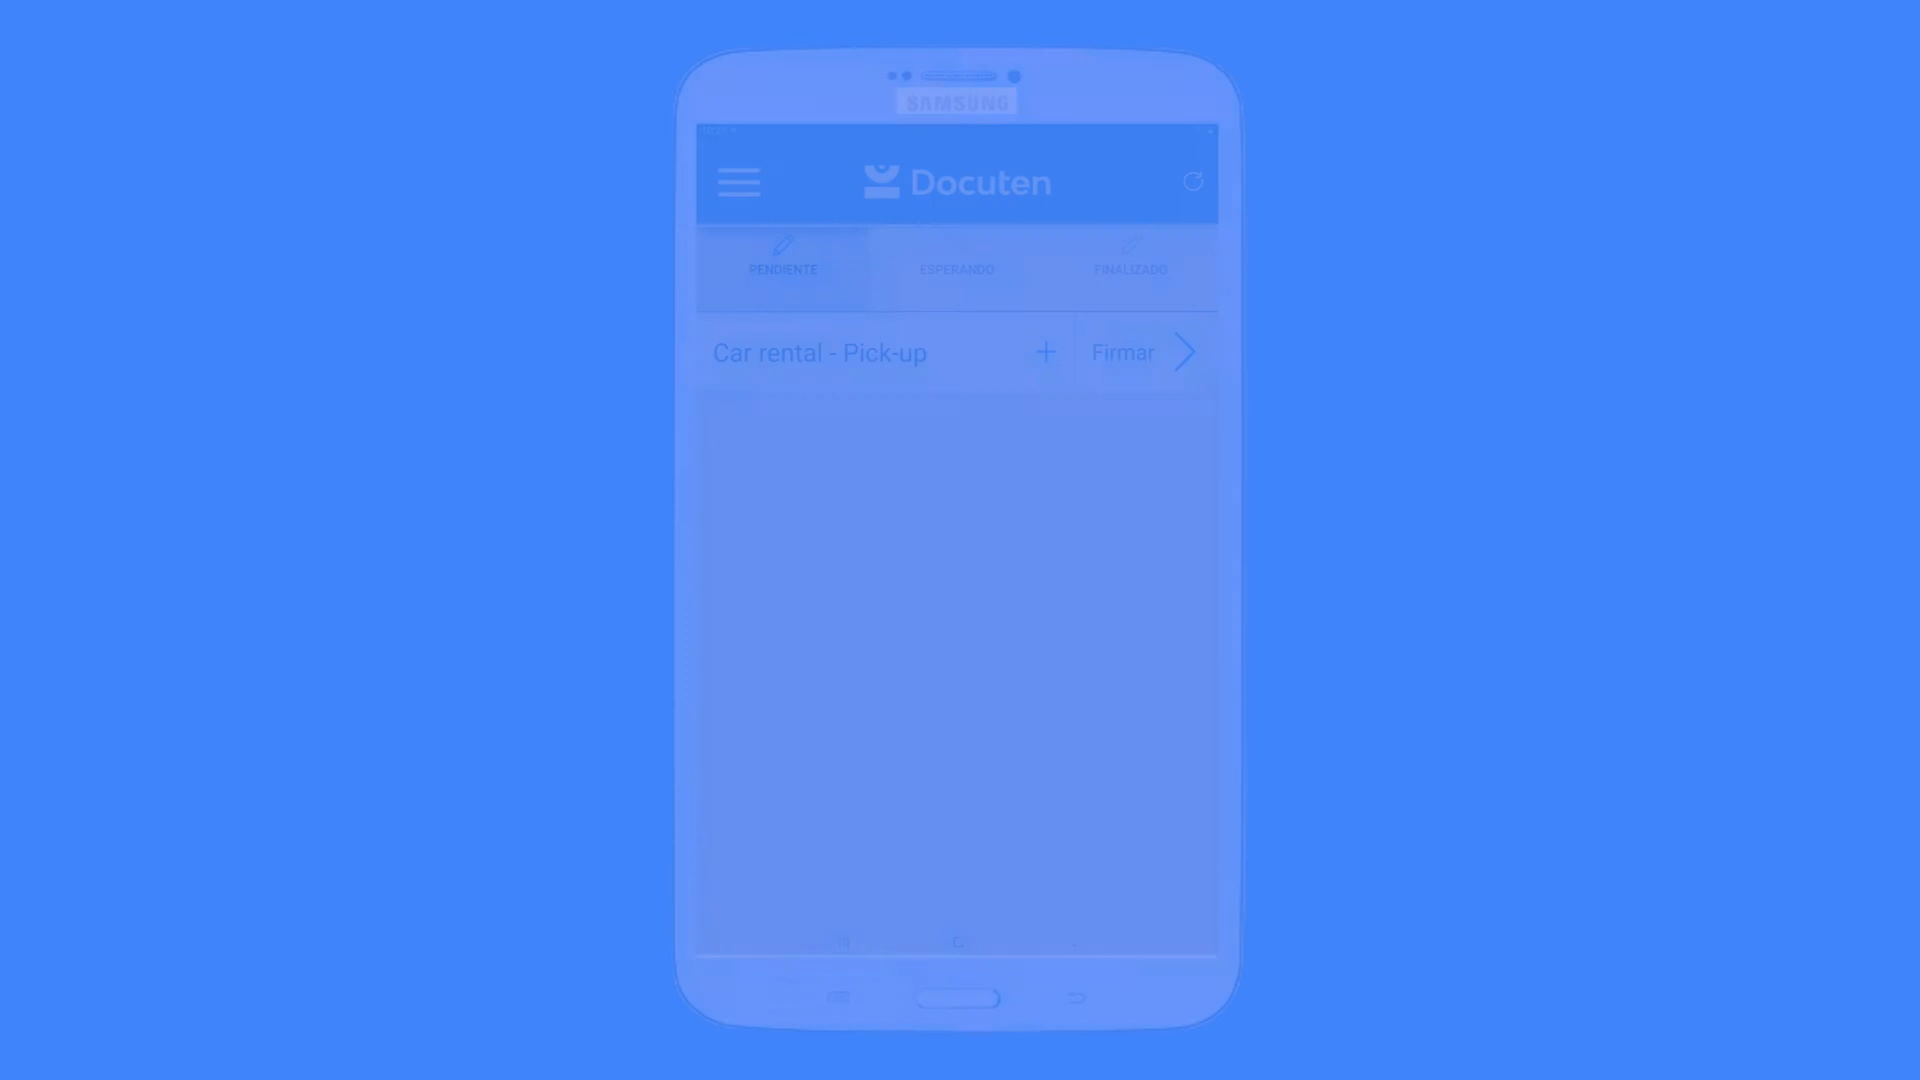 SAMSUNG
Docuten
PENDIENTE
ESPERANDO
FINALIZADO
Car rental - Pick-up
Firmar